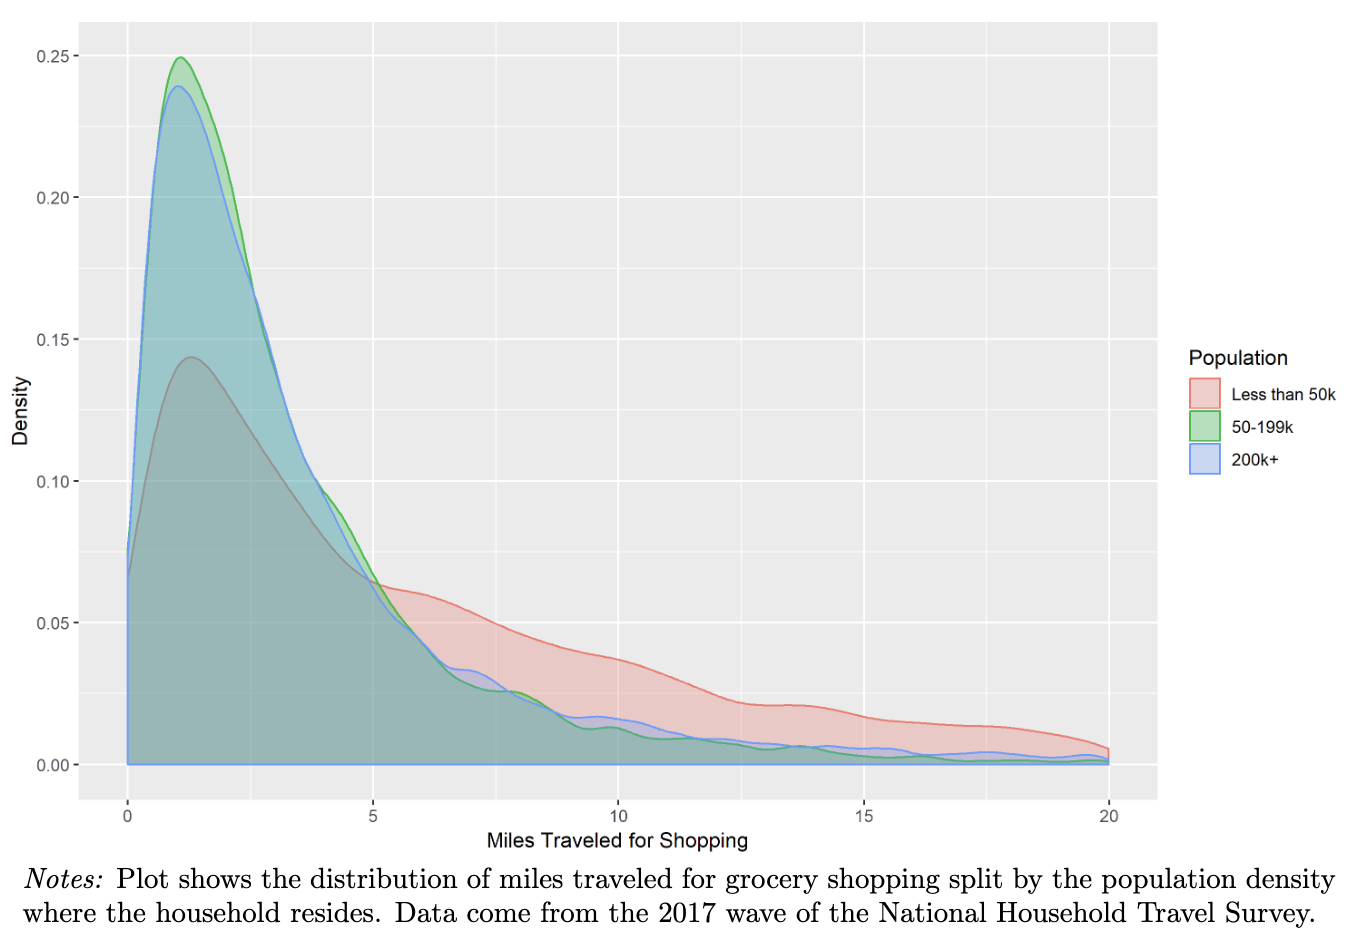 0.25
0.20
0.15
0.10
0.05
0.00
Density
0 5 10 15 20
Miles Traveled for Shopping
Population
Less than 50k
50-199k
200k+
Notes: Plot shows the distribution of miles traveled for grocery shopping split by the population density
where the household resides. Data come from the 2017 wave of the National Household Travel Survey.